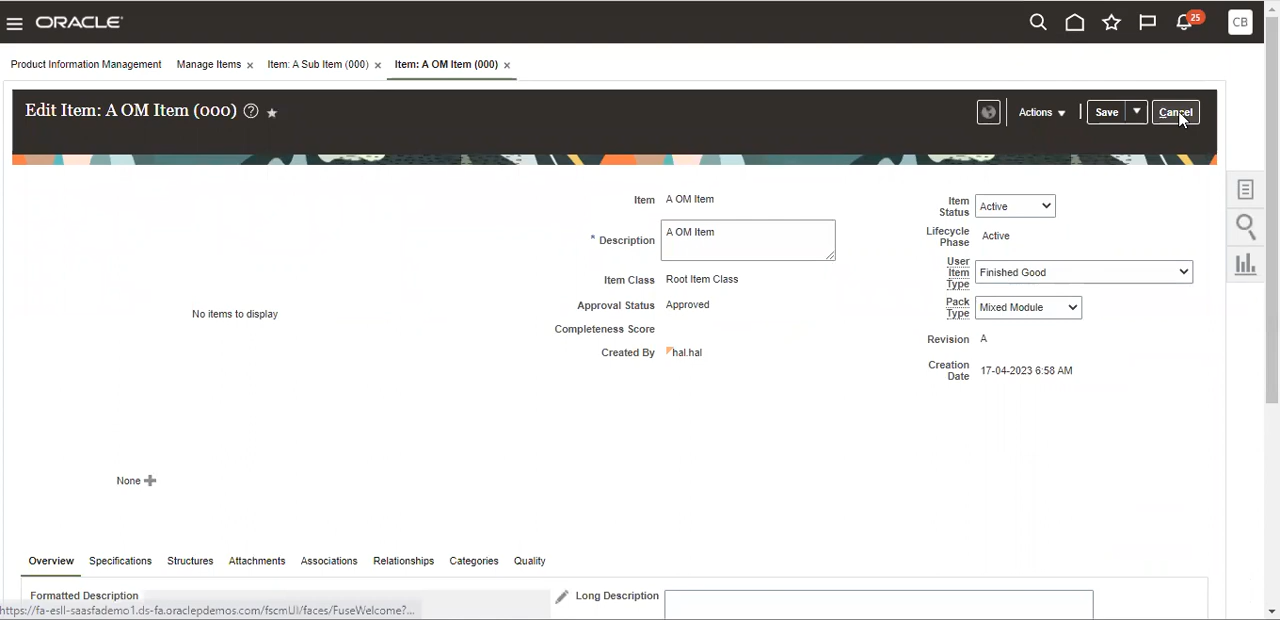 ORACLE
25
CB
Product Information Management Manage Items × Item: A Sub Item (000) × Item: A OM Item (000) ×
Edit Item: A OM Item (000) ?
Actions Save Cancel
Item A OM Item
* Description A OM Item
Item Class Root Item Class
Approval Status Approved
Completeness Score
Created By hal.hal
Item Status Active
Lifecycle Phase Active
User Item Type Finished Good
Pack Type Mixed Module
Revision A
Creation Date 17-04-2023 6:58 AM
No items to display
None
Overview Specifications Structures Attachments Associations Relationships Categories Quality
Formatted Description Long Description
https://fa-esll-saasfademo1.ds-fa.oraclepdemos.com/fscmUI/faces/FuseWelcome?...